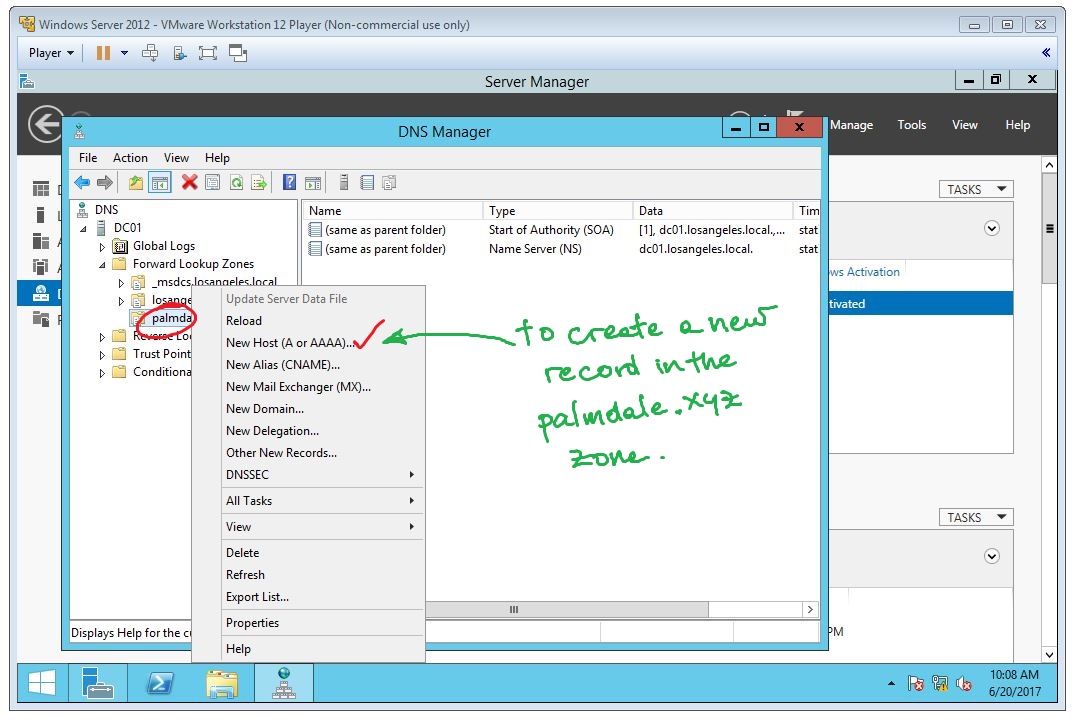 Windows Server 2012 - VMware Workstation 12 Player (Non-commercial use only)
Player
Server Manager
Manage Tools View Help
DNS Manager
File Action View Help
TASKS
DNS
DC01
Global Logs
Forward Lookup Zones
_msdcs.losangeles.local
losange
palmda
Reverse Lo
Trust Point
Conditiona
Name Type Data Tim
(same as parent folder) Start of Authority (SOA) [1], dc01.losangeles.local.,... stat
(same as parent folder) Name Server (NS) dc01.losangeles.local. stat
ws Activation
tivated
Update Server Data File
Reload
New Host (A or AAAA)...
New Alias (CNAME)...
New Mail Exchanger (MX)...
New Domain...
New Delegation...
Other New Records...
DNSSEC
All Tasks
View
Delete
Refresh
Export List...
Properties
Help
to create a new
record in the
palmdale.xyz
zone.
TASKS
Displays Help for the cu
PM
10:08 AM
6/20/2017